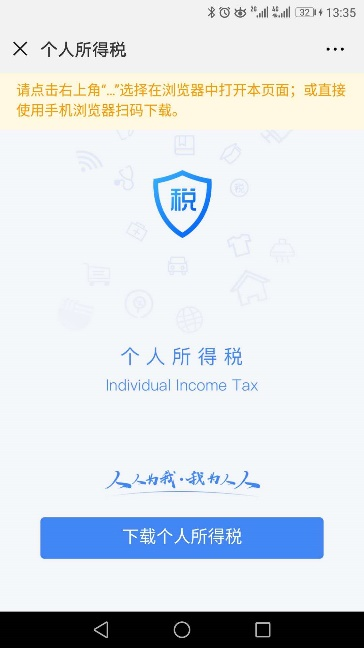 2G 4G 32 13:35
个人所得税
请点击右上角“...”选择在浏览器中打开本页面；或直接
使用手机浏览器扫码下载。
税
个人所得税
Individual Income Tax
人人为我·我为人人
下载个人所得税